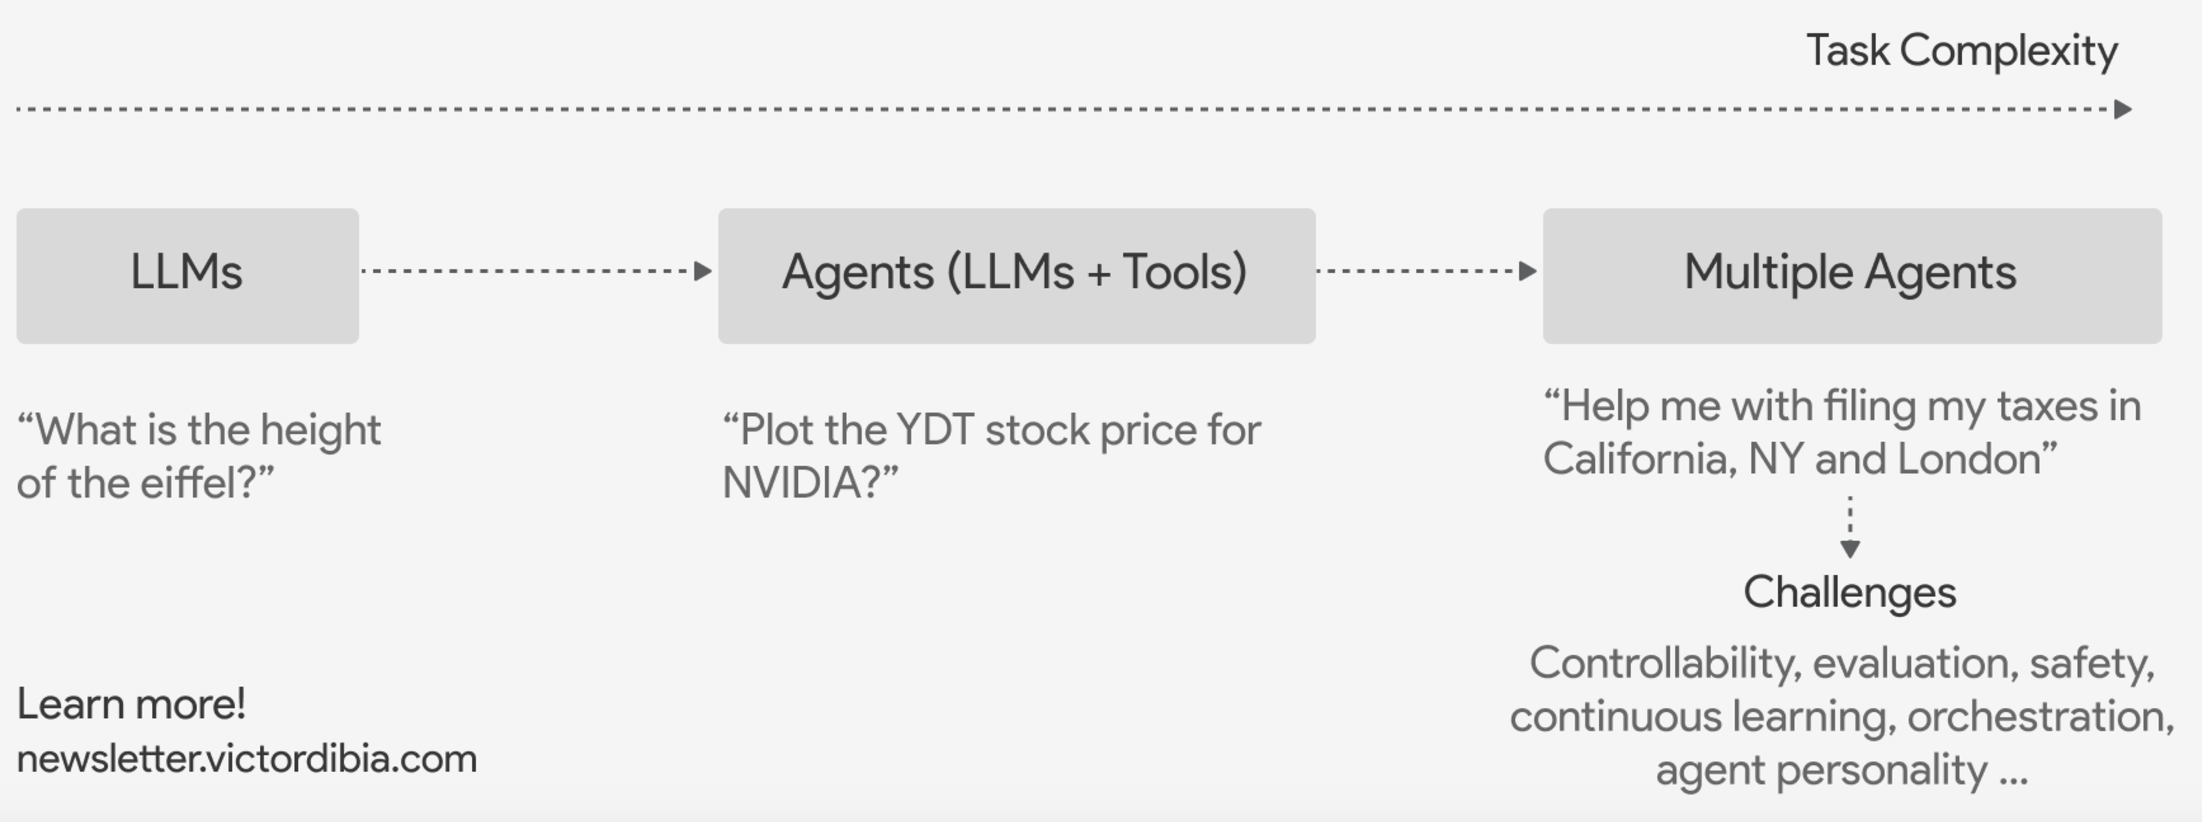 Task Complexity
LLMs
Agents (LLMs + Tools)
Multiple Agents
“What is the height
of the eiffel?”
“Plot the YDT stock price for
NVIDIA?”
“Help me with filing my taxes in
California, NY and London”
Challenges
Controllability, evaluation, safety,
continuous learning, orchestration,
agent personality ...
Learn more!
newsletter.victordibia.com